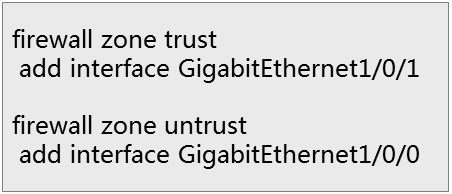 firewall zone trust
add interface GigabitEthernet1/0/1
firewall zone untrust
add interface GigabitEthernet1/0/0